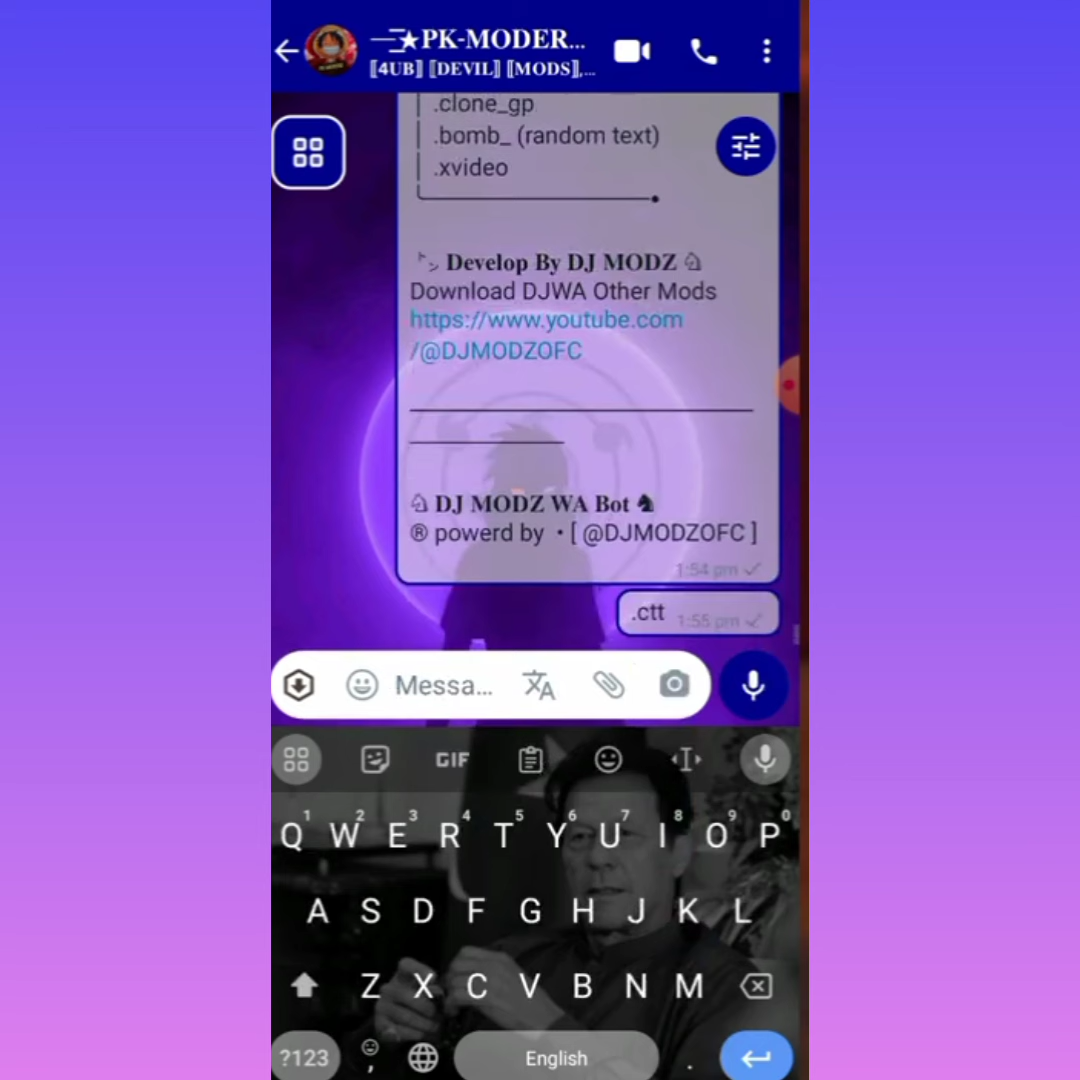 —͟͞͞★PK-MODER...
⟦4UB⟧ ⟦DEVIL⟧ ⟦MODS⟧,...
.clone_gp
.bomb_ (random text)
.xvideo
Develop By DJ MODZ ♘
Download DJWA Other Mods
https://www.youtube.com
/@DJMODZOFC
♘ DJ MODZ WA Bot ♞
® powerd by • [ @DJMODZOFC ]
1:54 pm
.ctt 1:55 pm
Messa...
GIF
1 2 3 4 5 6 7 8 9 0
Q W E R T Y U I O P
A S D F G H J K L
Z X C V B N M
?123 , English .